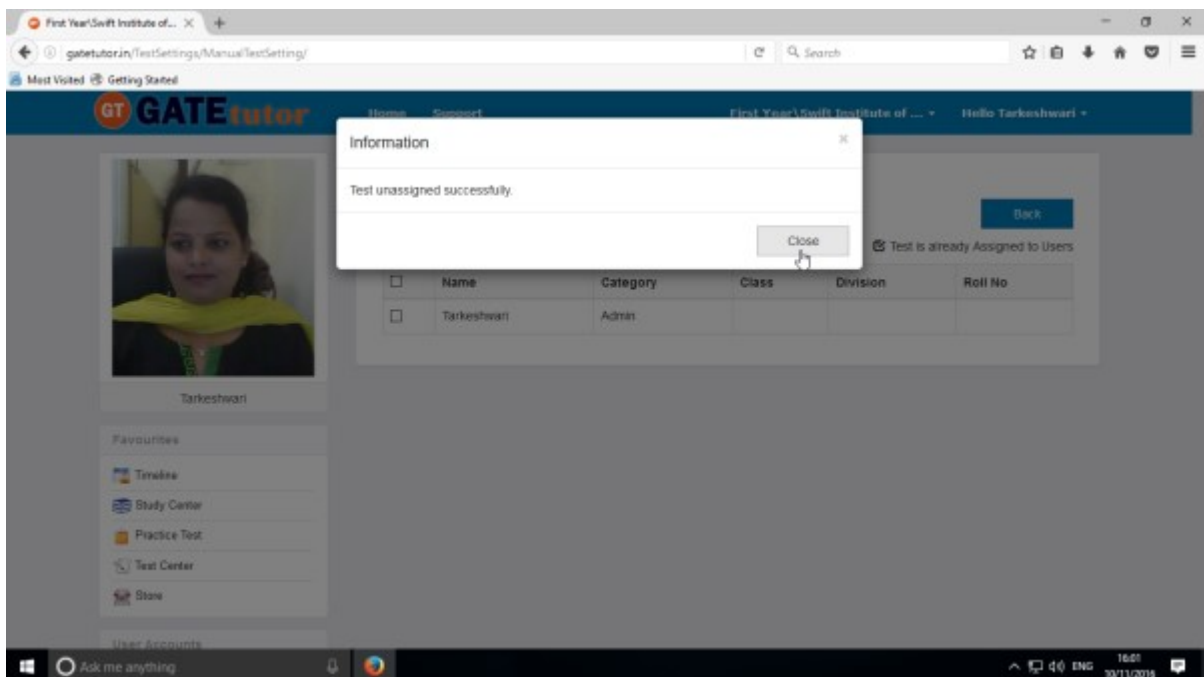 First Year\Swift Institute of...
gatetutor.in/TestSettings/ManualTestSetting/
Search
Most Visited
Getting Started
GT GATEtutor
Home
Support
First Year\Swift Institute of ...
Hello Tarkeshwari
Information
Test unassigned successfully.
Close
Back
Test is already Assigned to Users
Name
Category
Class
Division
Roll No
Tarkeshwari
Admin
Tarkeshwari
Favourites
Timeline
Study Center
Practice Test
Test Center
Store
User Accounts
Ask me anything
ENG
16:01
10/11/2016